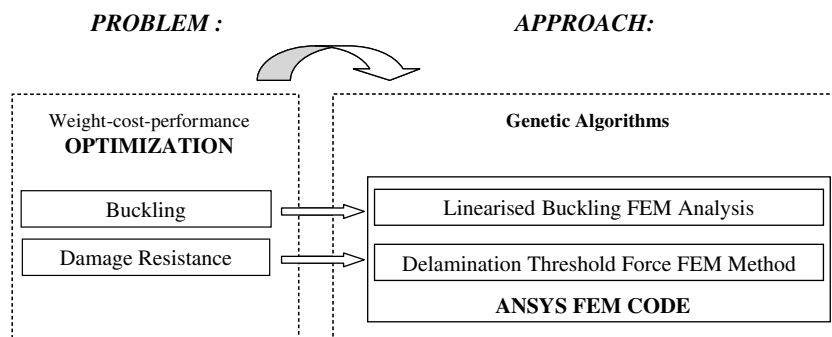 PROBLEM :
APPROACH:
Weight-cost-performance
OPTIMIZATION
Genetic Algorithms
Buckling
Linearised Buckling FEM Analysis
Damage Resistance
Delamination Threshold Force FEM Method
ANSYS FEM CODE